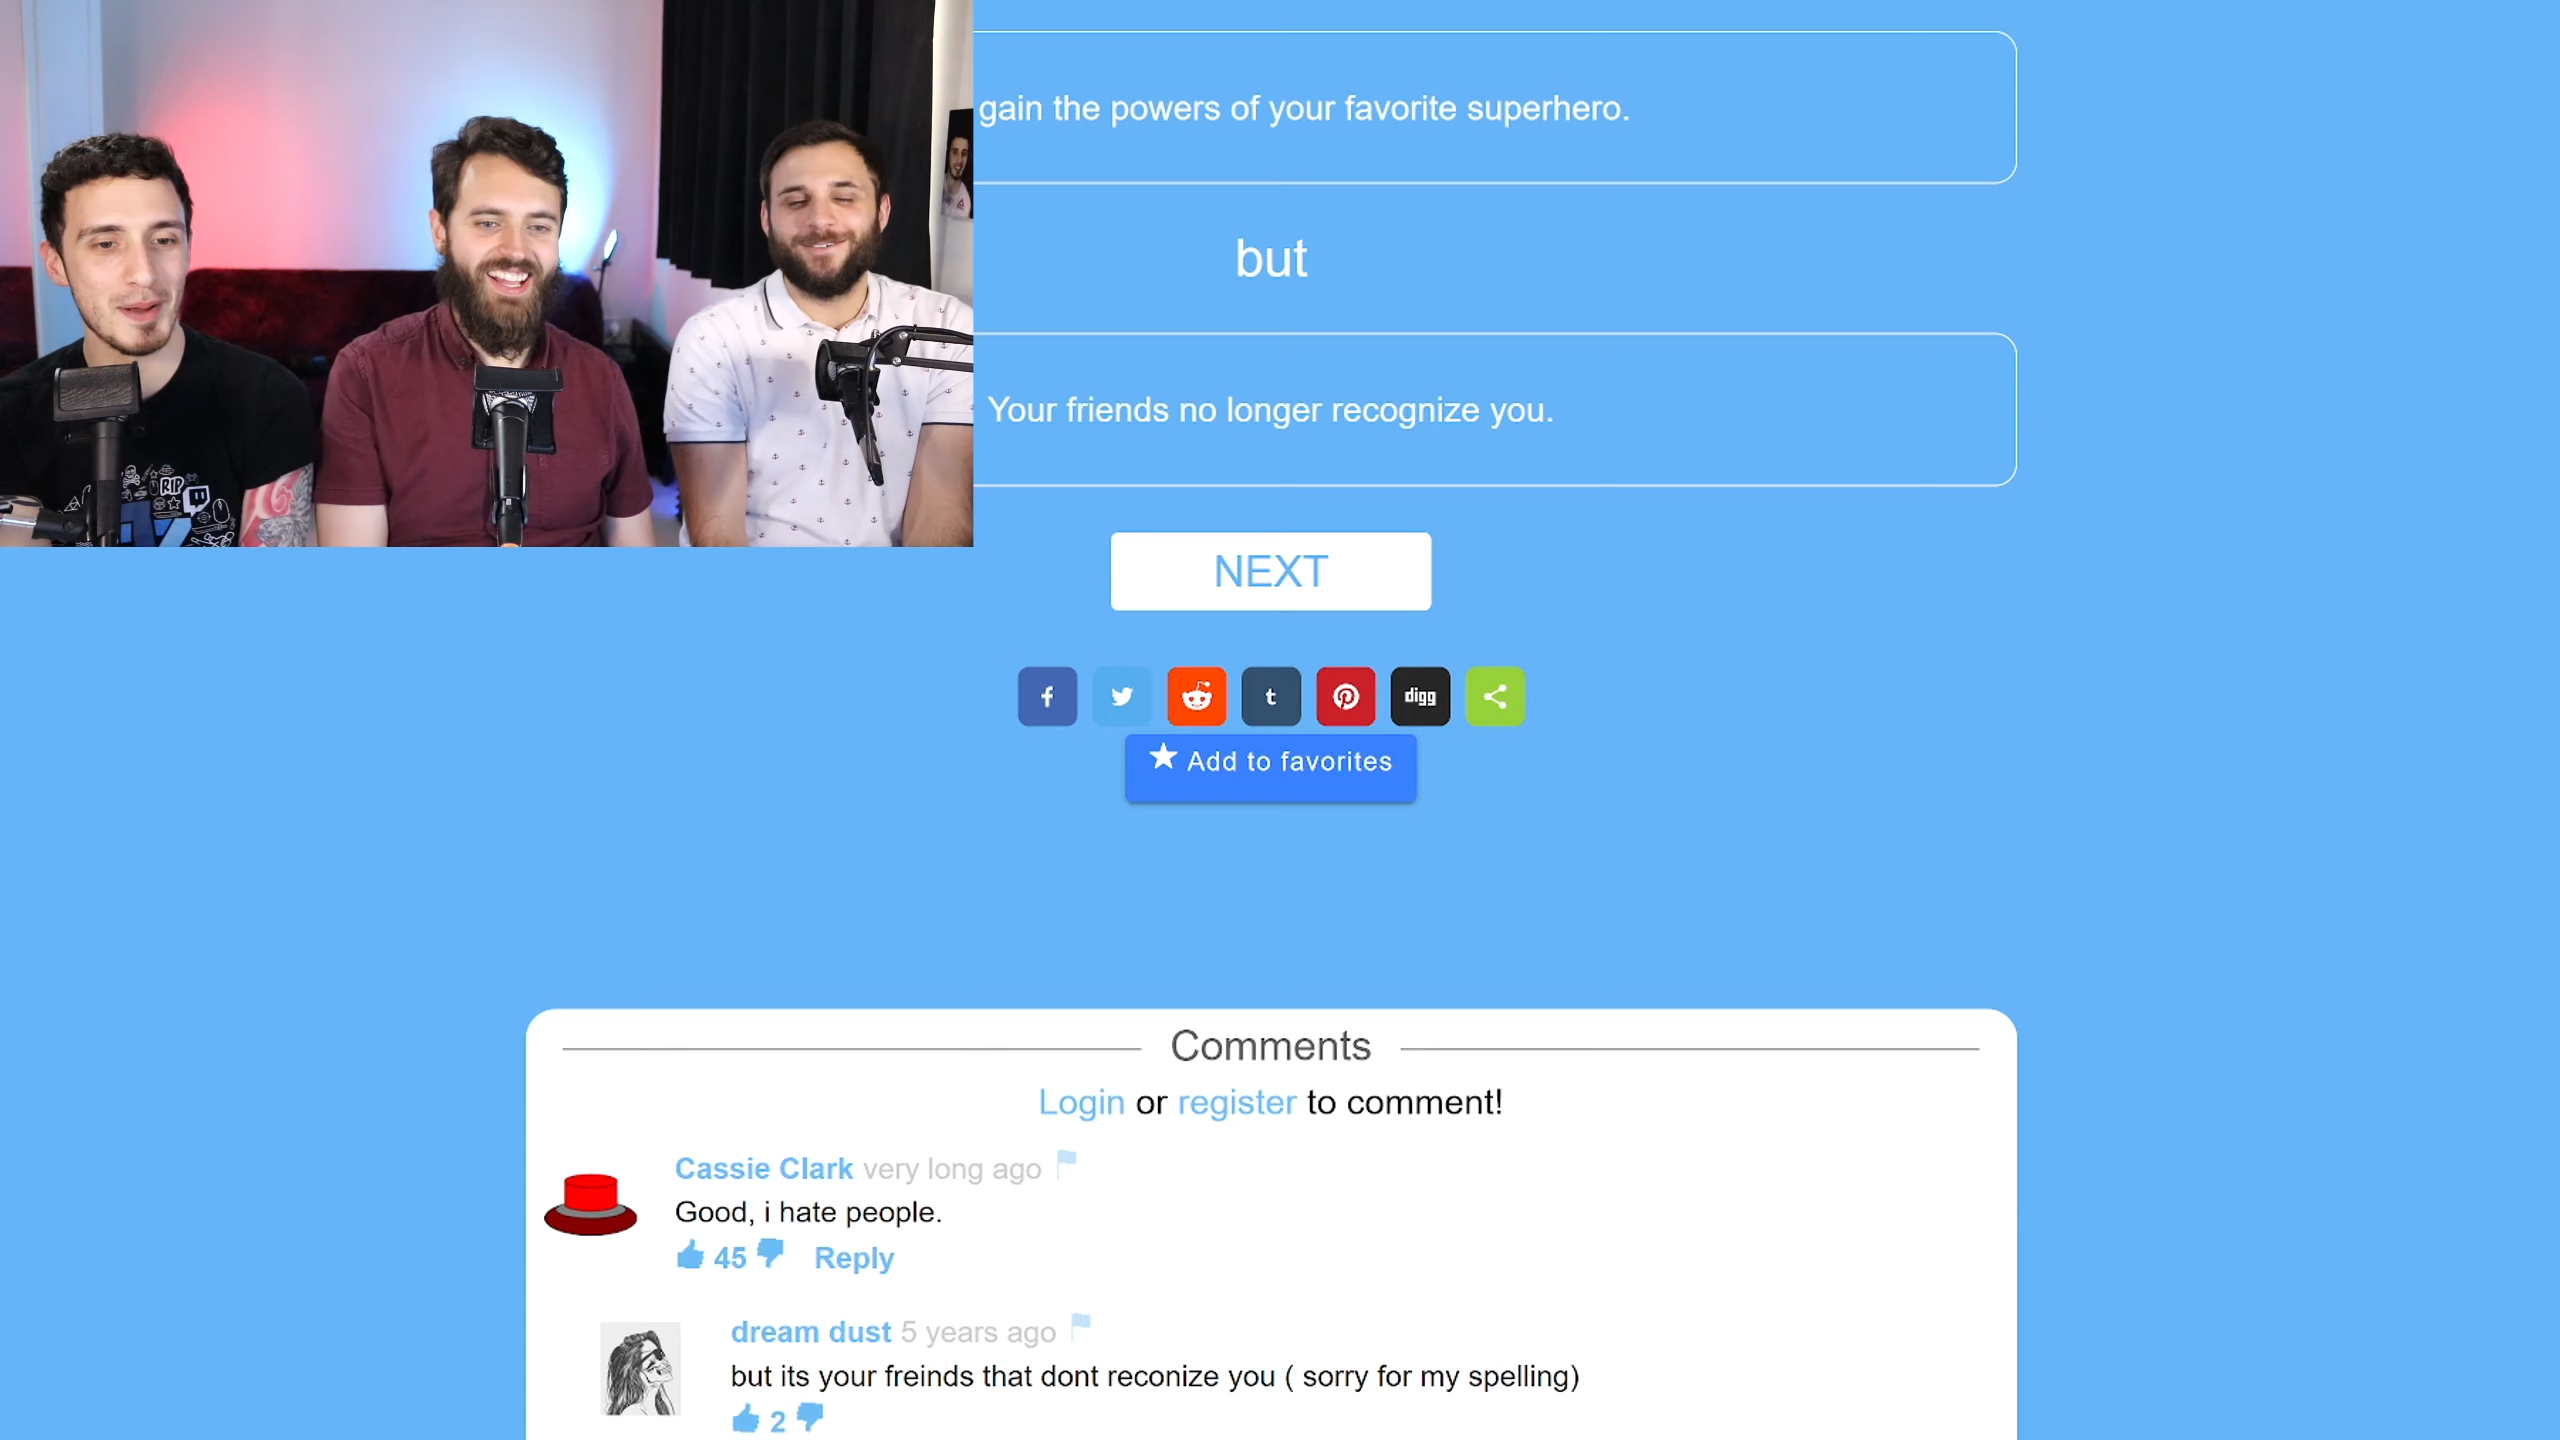 gain the powers of your favorite superhero.
but
Your friends no longer recognize you.
NEXT
f
t
digg
Add to favorites
Comments
Login or register to comment!
Cassie Clark very long ago
Good, i hate people.
45 Reply
dream dust 5 years ago
but its your freinds that dont reconize you ( sorry for my spelling)
2
RIP